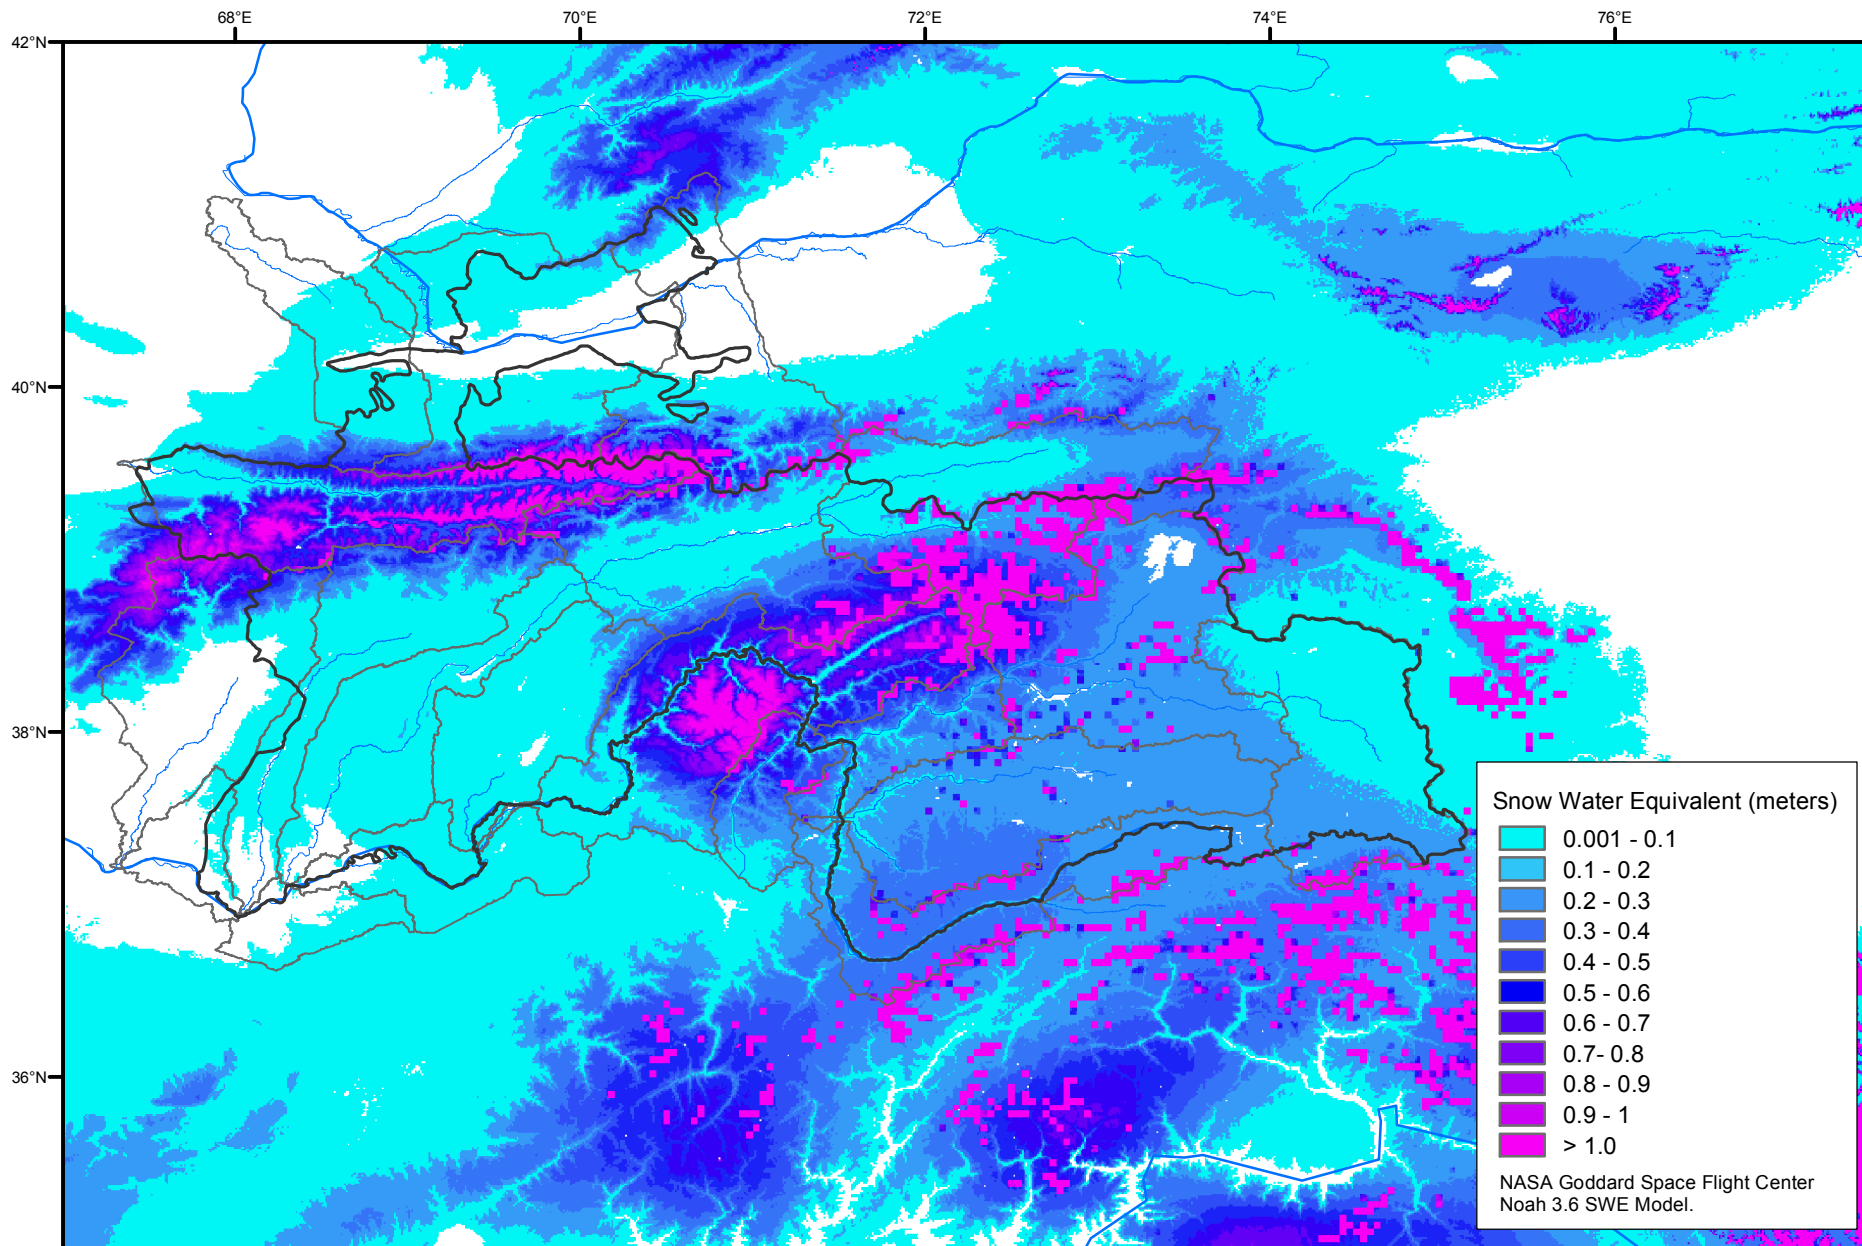 68°E 70°E 72°E 74°E 76°E
42°N
40°N
38°N
36°N
Snow Water Equivalent (meters)
0.001 - 0.1
0.1 - 0.2
0.2 - 0.3
0.3 - 0.4
0.4 - 0.5
0.5 - 0.6
0.6 - 0.7
0.7- 0.8
0.8 - 0.9
0.9 - 1
> 1.0
NASA Goddard Space Flight Center
Noah 3.6 SWE Model.